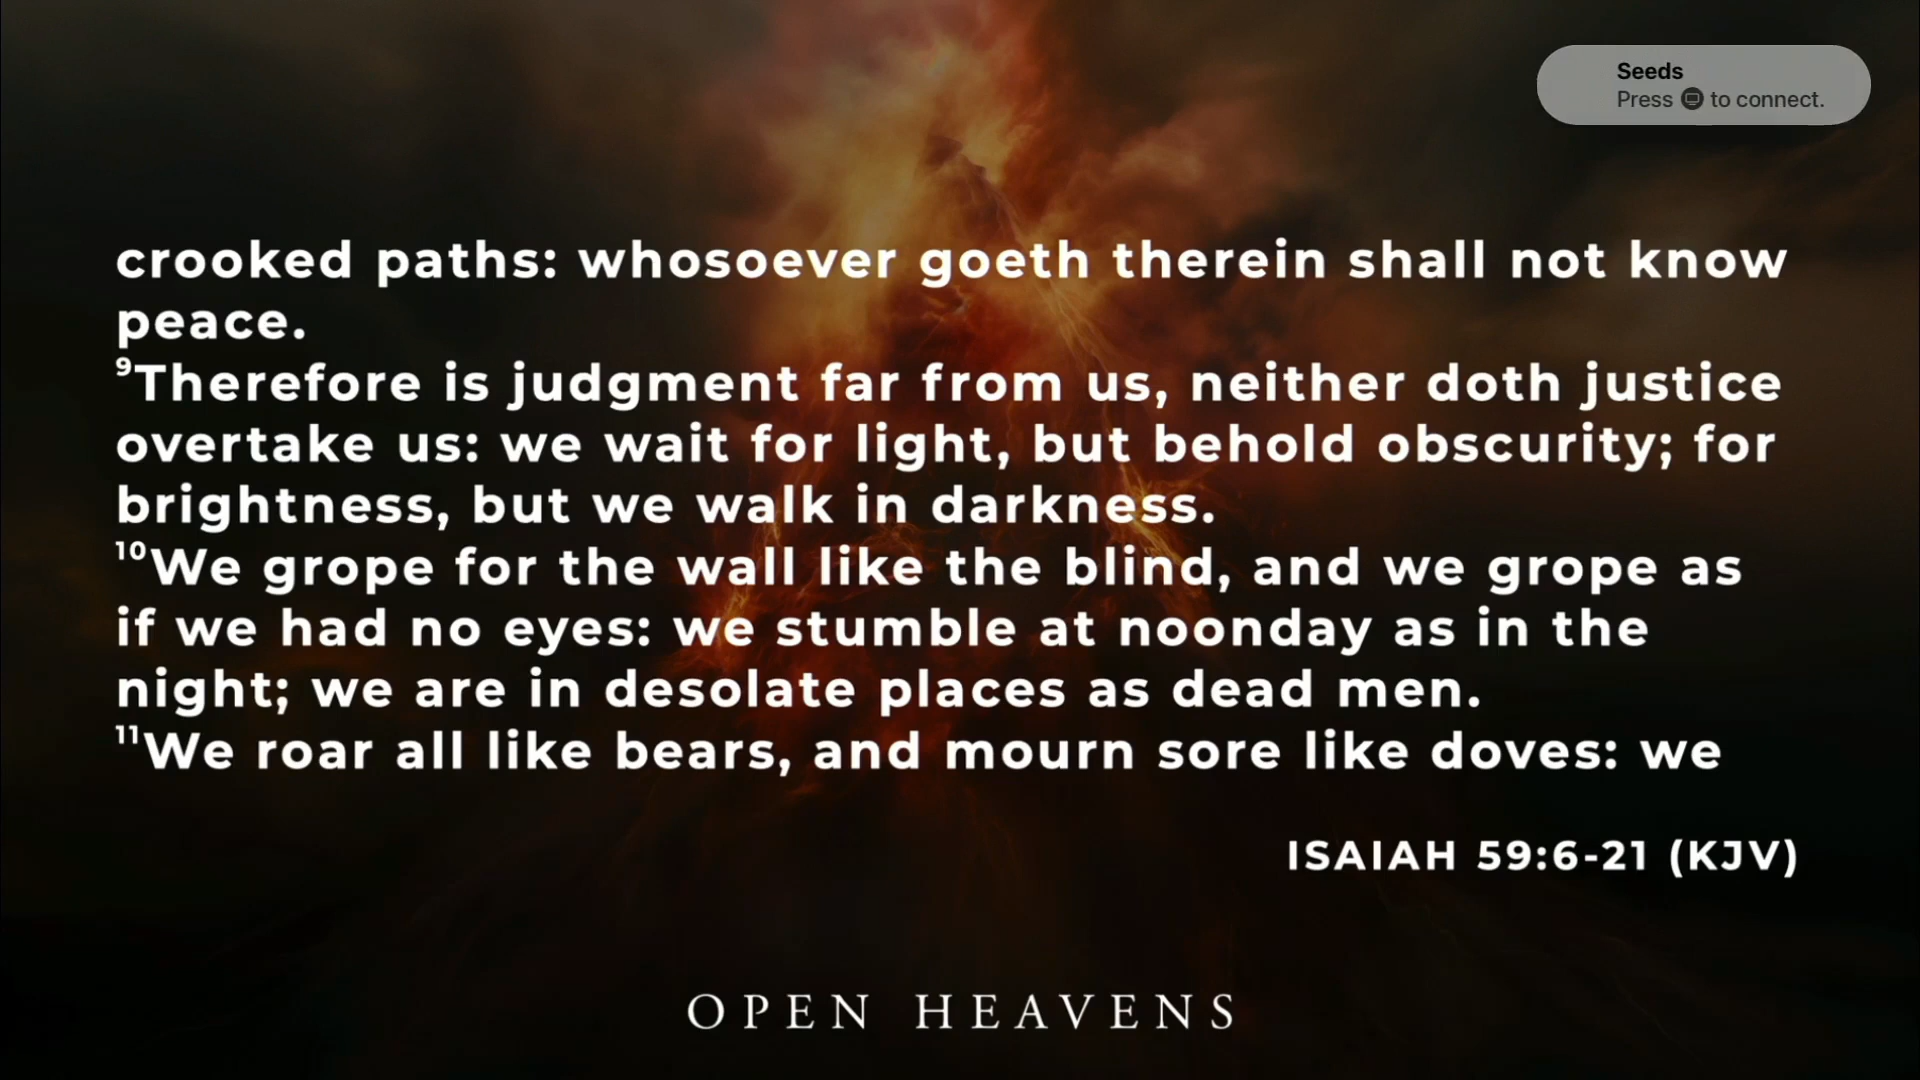 Seeds
Press to connect.
crooked paths: whosoever goeth therein shall not know
peace.
⁹Therefore is judgment far from us, neither doth justice
overtake us: we wait for light, but behold obscurity; for
brightness, but we walk in darkness.
¹⁰We grope for the wall like the blind, and we grope as
if we had no eyes: we stumble at noonday as in the
night; we are in desolate places as dead men.
¹¹We roar all like bears, and mourn sore like doves: we
ISAIAH 59:6-21 (KJV)
OPEN HEAVENS